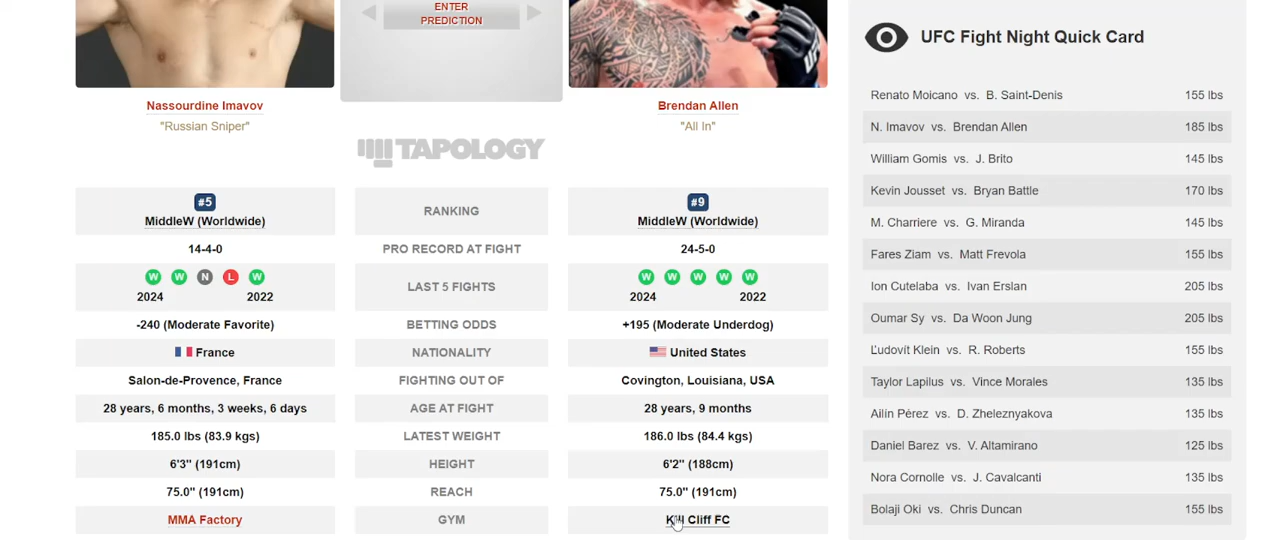 ENTER
PREDICTION
Nassourdine Imavov
"Russian Sniper"
Brendan Allen
"All In"
TAPOLOGY
#5
MiddleW (Worldwide)
RANKING
#9
MiddleW (Worldwide)
14-4-0
PRO RECORD AT FIGHT
24-5-0
W W N L W
2024 2022
LAST 5 FIGHTS
W W W W W
2024 2022
-240 (Moderate Favorite)
BETTING ODDS
+195 (Moderate Underdog)
France
NATIONALITY
United States
Salon-de-Provence, France
FIGHTING OUT OF
Covington, Louisiana, USA
28 years, 6 months, 3 weeks, 6 days
AGE AT FIGHT
28 years, 9 months
185.0 lbs (83.9 kgs)
LATEST WEIGHT
186.0 lbs (84.4 kgs)
6'3" (191cm)
HEIGHT
6'2" (188cm)
75.0" (191cm)
REACH
75.0" (191cm)
MMA Factory
GYM
Kill Cliff FC
UFC Fight Night Quick Card
Renato Moicano vs. B. Saint-Denis 155 lbs
N. Imavov vs. Brendan Allen 185 lbs
William Gomis vs. J. Brito 145 lbs
Kevin Jousset vs. Bryan Battle 170 lbs
M. Charriere vs. G. Miranda 145 lbs
Fares Ziam vs. Matt Frevola 155 lbs
Ion Cutelaba vs. Ivan Erslan 205 lbs
Oumar Sy vs. Da Woon Jung 205 lbs
Ľudovít Klein vs. R. Roberts 155 lbs
Taylor Lapilus vs. Vince Morales 135 lbs
Ailín Pérez vs. D. Zheleznyakova 135 lbs
Daniel Barez vs. V. Altamirano 125 lbs
Nora Cornolle vs. J. Cavalcanti 135 lbs
Bolaji Oki vs. Chris Duncan 155 lbs